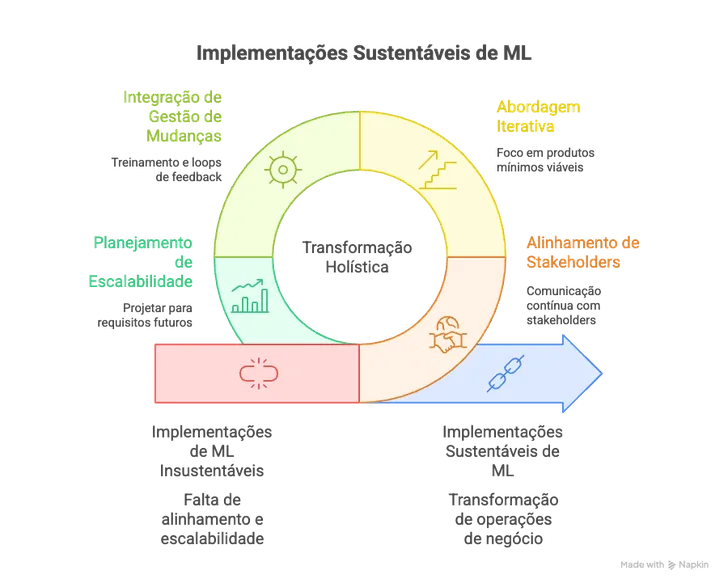 Implementações Sustentáveis de ML
Integração de
Gestão de
Mudanças
Treinamento e loops
de feedback
Abordagem
Iterativa
Foco em produtos
mínimos viáveis
Planejamento
de
Escalabilidade
Projetar para
requisitos futuros
Transformação
Holística
Alinhamento de
Stakeholders
Comunicação
contínua com
stakeholders
Implementações
de ML
Insustentáveis
Falta de
alinhamento e
escalabilidade
Implementações
Sustentáveis de
ML
Transformação
de operações
de negócio
Made with Napkin